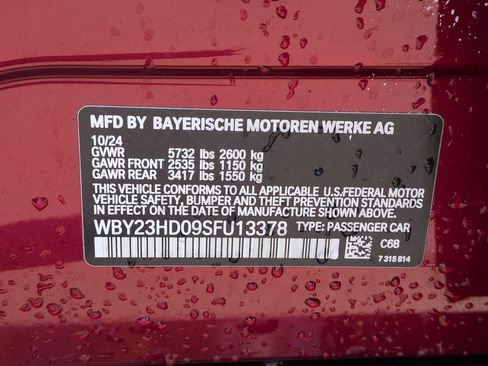 MFD BY BAYERISCHE MOTOREN WERKE AG
10/24
GVWR 5732 lbs 2600 kg
GAWR FRONT 2535 lbs 1150 kg
GAWR REAR 3417 lbs 1550 kg
THIS VEHICLE CONFORMS TO ALL APPLICABLE U.S.FEDERAL MOTOR
VEHICLE SAFETY, BUMPER AND THEFT PREVENTION STANDARDS
IN EFFECT ON THE DATE OF MANUFACTURE SHOWN ABOVE.
WBY23HD09SFU13378 TYPE: PASSENGER CAR
C68
7 315 814